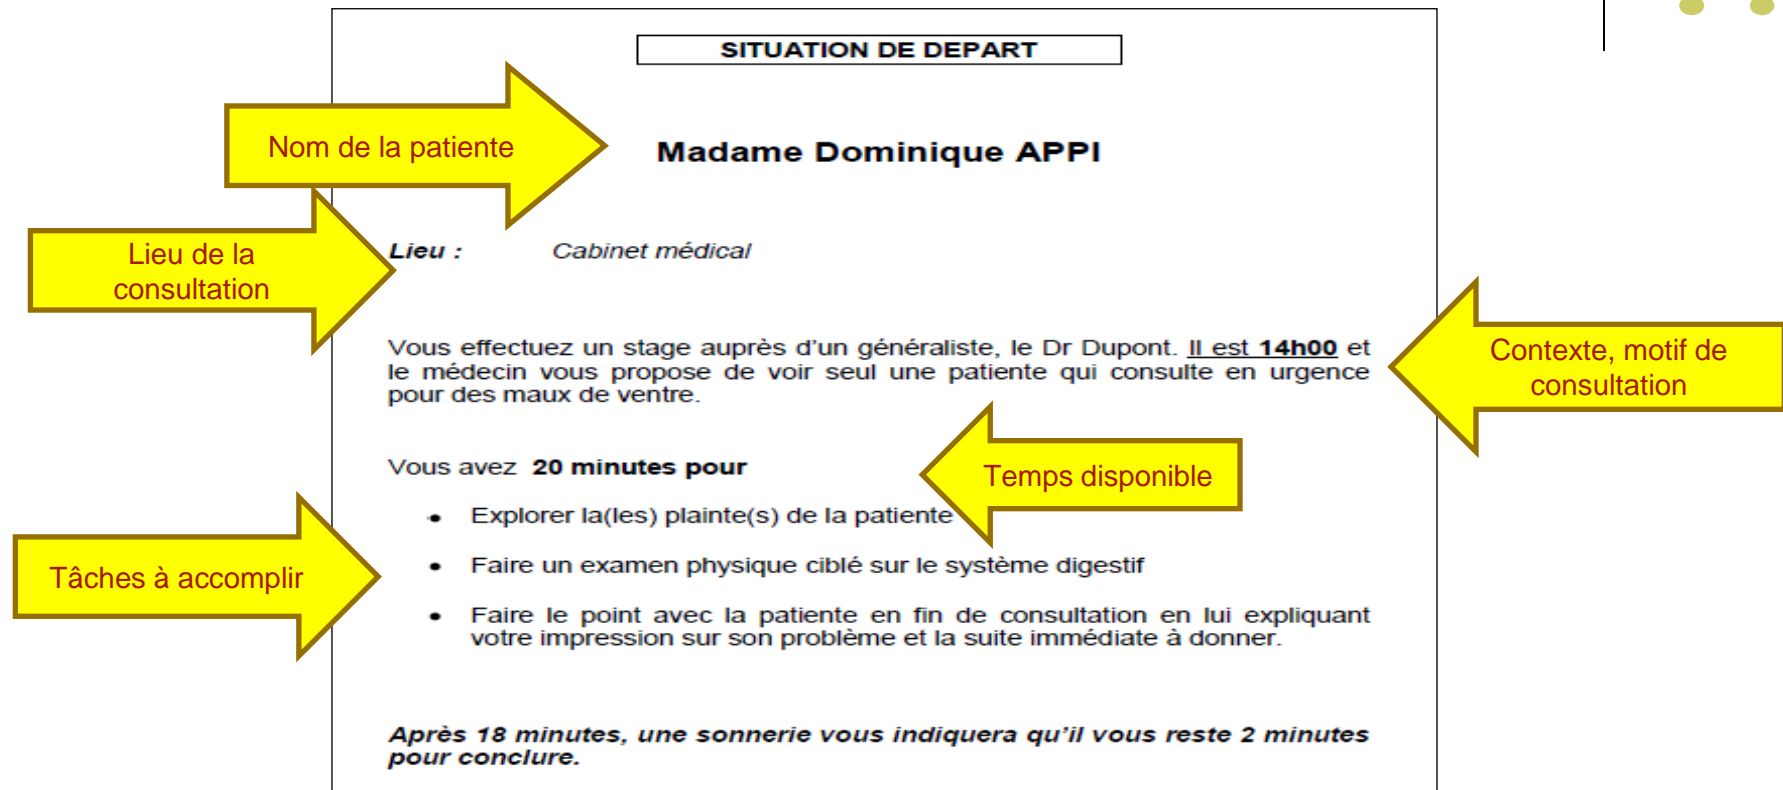 SITUATION DE DEPART
Nom de la patiente
Madame Dominique APPI
Lieu de la
consultation
Lieu : Cabinet médical
Vous effectuez un stage auprès d'un généraliste, le Dr Dupont. Il est 14h00 et
le médecin vous propose de voir seul une patiente qui consulte en urgence
pour des maux de ventre.
Contexte, motif de
consultation
Vous avez 20 minutes pour
Temps disponible
• Explorer la(les) plainte(s) de la patiente
• Faire un examen physique ciblé sur le système digestif
Tâches à accomplir
• Faire le point avec la patiente en fin de consultation en lui expliquant
votre impression sur son problème et la suite immédiate à donner.
Après 18 minutes, une sonnerie vous indiquera qu'il vous reste 2 minutes
pour conclure.